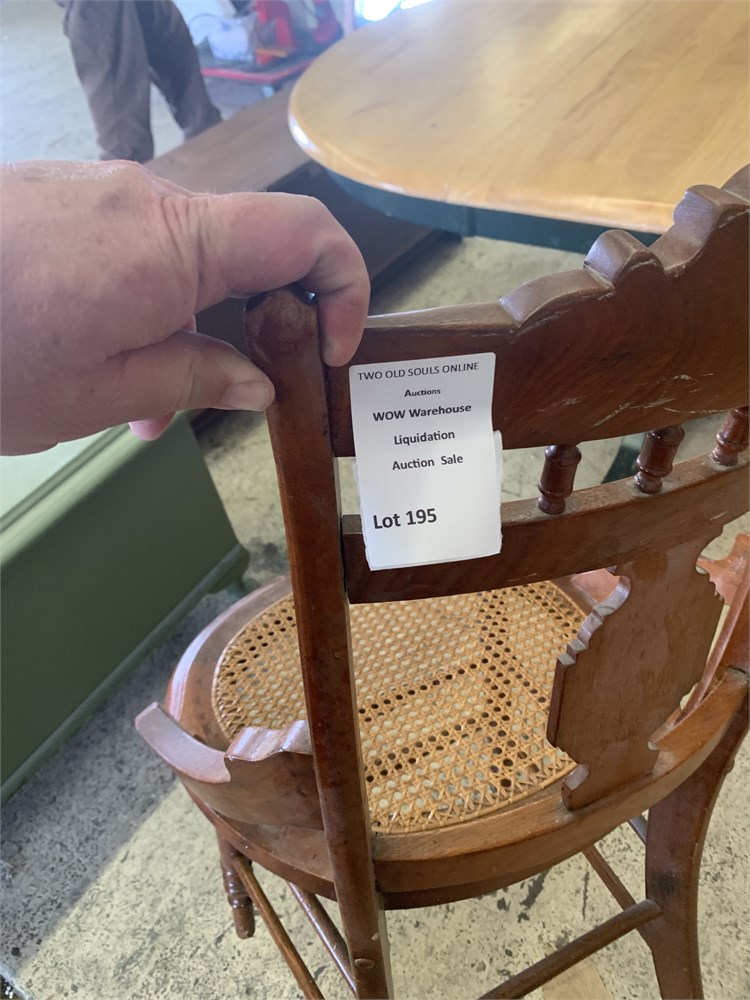 TWO OLD SOULS ONLINE
Auctions
WOW Warehouse
Liquidation
Auction Sale
Lot 195